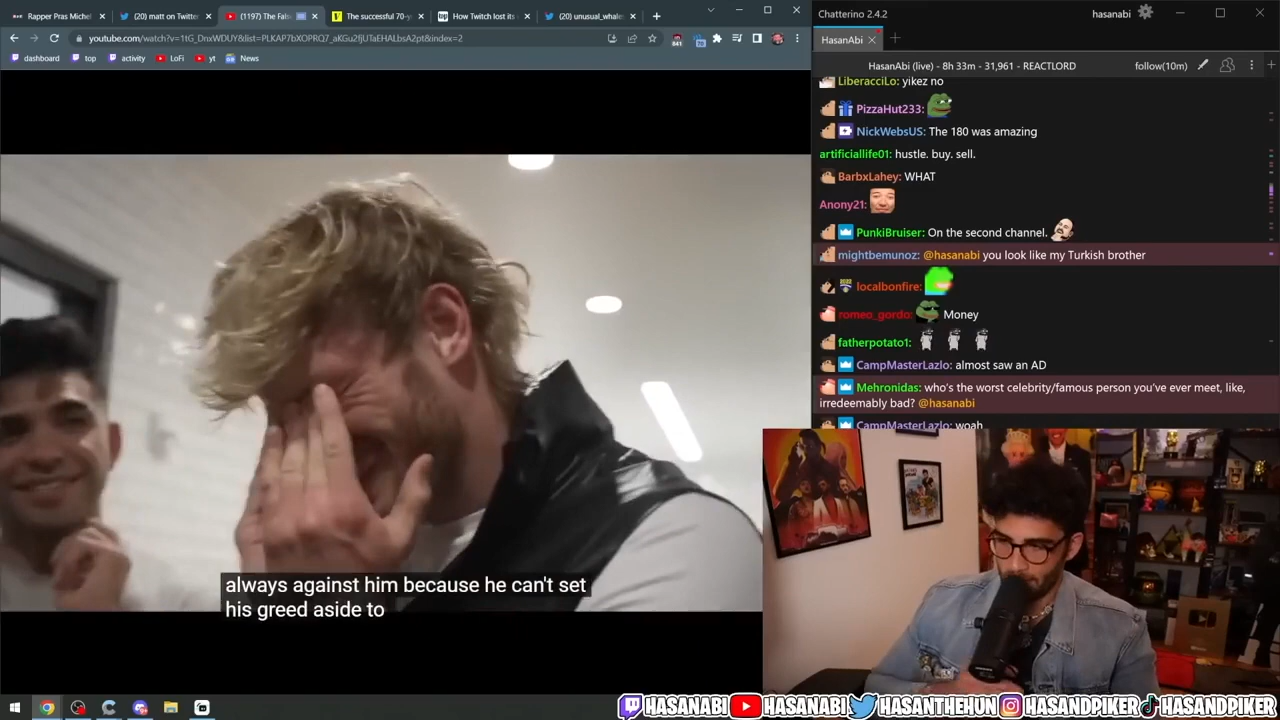 Rapper Pras Michel
(20) matt on Twitter
(1197) The Fals
The successful 70-y
How Twitch lost its
(20) unusual_whale
youtube.com/watch?v=1tG_DnxWDUY&list=PLKAP7bXOPRQ7_aKGu2fjUTaEHALbsA2pt&index=2
dashboard
top
activity
LoFi
yt
News
always against him because he can't set
his greed aside to
Chatterino 2.4.2
hasanabi
HasanAbi
HasanAbi (live) - 8h 33m - 31,961 - REACTLORD
follow(10m)
LiberacciLo: yikez no
PizzaHut233:
NickWebsUS: The 180 was amazing
artificiallife01: hustle. buy. sell.
BarbxLahey: WHAT
Anony21:
PunkiBruiser: On the second channel.
mightbemunoz: @hasanabi you look like my Turkish brother
localbonfire:
romeo_gordo: Money
fatherpotato1:
CampMasterLazlo: almost saw an AD
Mehronidas: who's the worst celebrity/famous person you've ever meet, like,
irredeemably bad? @hasanabi
CampMasterLazlo: woah
HASANABI HASANABI HASANTHEHUN HASANDPIKER HASANDPIKER